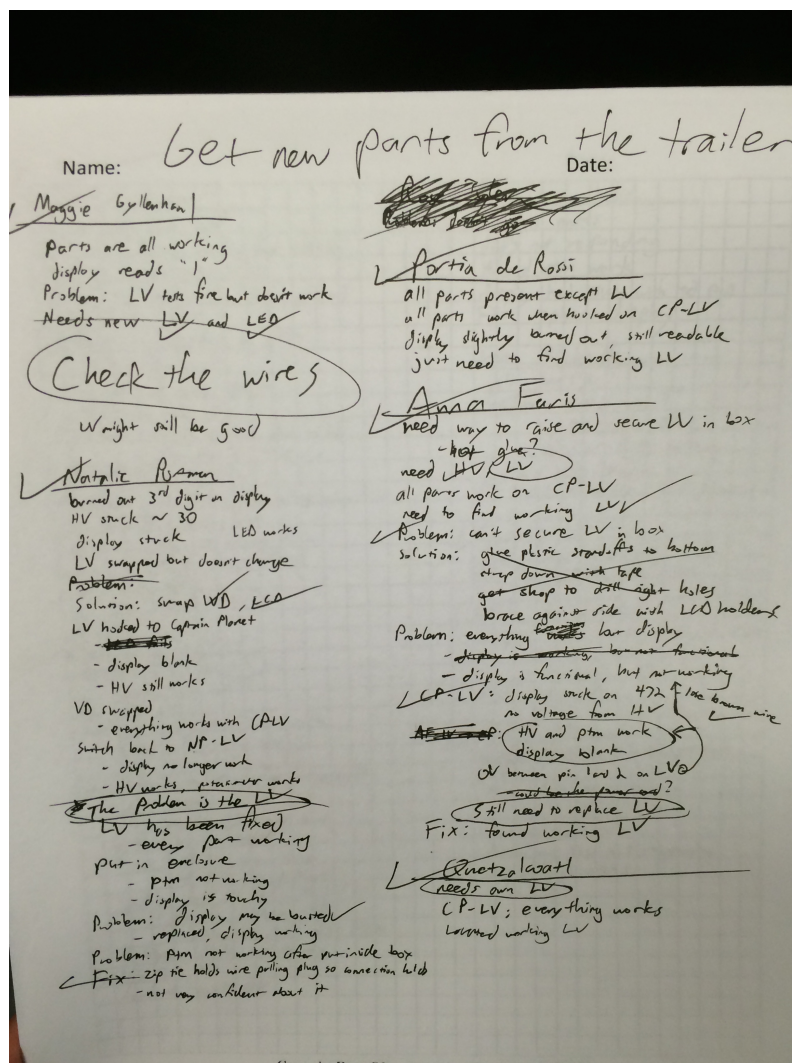 Get new parts from the trailer
Name:
Date:
Maggie Gyllenhaal
parts are all working
display reads "1"
Problem: LV tests fine but doesn't work
Needs new LV and LED
Check the wires
LV might still be good
Natalie
burned out 3rd digit on display
HV stuck ~ 30
display stuck LED works
LV swapped but doesn't change
Problem:
Solution: swap VD, LCD
LV hooked to Captain Planet
- display blank
- HV still works
VD swapped
- everything works with CPLV
Switch back to NP-LV
- display no longer work
- HV works, works
The Problem is the LV
LV has been fixed
- every part working
put in enclosure
- ptm not working
- display is touchy
Problem: display may be busted
- replaced, display working
Problem: ptm not working after put inside box
Fix: zip tie holds wire pulling plug so connection holds
- not very confident about it
Portia de Rossi
all parts present except LV
all parts work when hooked on CP-LV
display slightly burned out, still readable
just need to find working LV
Anna Faris
need way to raise and secure LV in box
- hot glue?
need HV, LV
all parts work on CP-LV
need to find working LV
Problem: can't secure LV in box
solution: glue plastic standoffs to bottom
strap down with tape
get shop to drill right holes
brace against side with LCD holders
Problem: everything works but display
- display is working but not functional
- display is functional, but not working
CP-LV: display stuck on 472
no voltage from HV
lose brown wire
HV and ptm work
display blank
0V between pin 1 and 2 on LV
- could be the power cord?
Still need to replace LV
Fix: found working LV
Quetzalcoatl
needs own LV
CP-LV; everything works
Located working LV